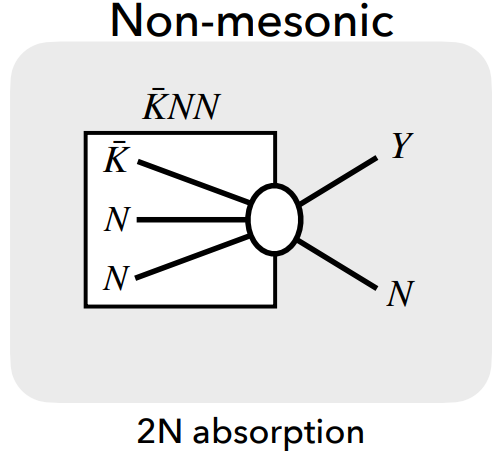 Non-mesonic
K̄NN
K̄
Y
N
N
N
2N absorption